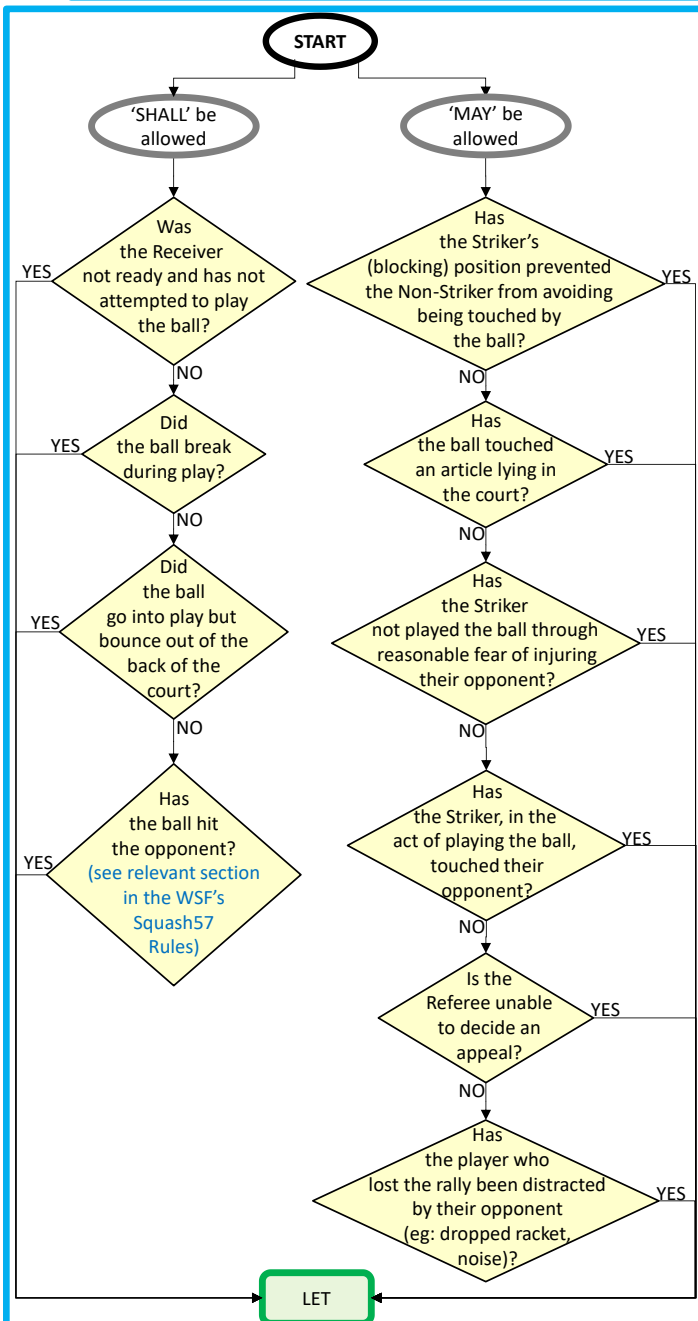 START
‘SHALL’ be
allowed
Was
the Receiver
not ready and has not
attempted to play
the ball?
YES
NO
Did
the ball break
during play?
YES
NO
Did
the ball
go into play but
bounce out of the
back of the
court?
YES
NO
Has
the ball hit
the opponent?
(see relevant section
in the WSF’s
Squash57
Rules)
YES
‘MAY’ be
allowed
Has
the Striker’s
(blocking) position prevented
the Non-Striker from avoiding
being touched by
the ball?
YES
NO
Has
the ball touched
an article lying in
the court?
YES
NO
Has
the Striker
not played the ball through
reasonable fear of injuring
their opponent?
YES
NO
Has
the Striker, in the
act of playing the ball,
touched their
opponent?
YES
NO
Is the
Referee unable
to decide an
appeal?
YES
NO
Has
the player who
lost the rally been distracted
by their opponent
(eg: dropped racket,
noise)?
YES
LET